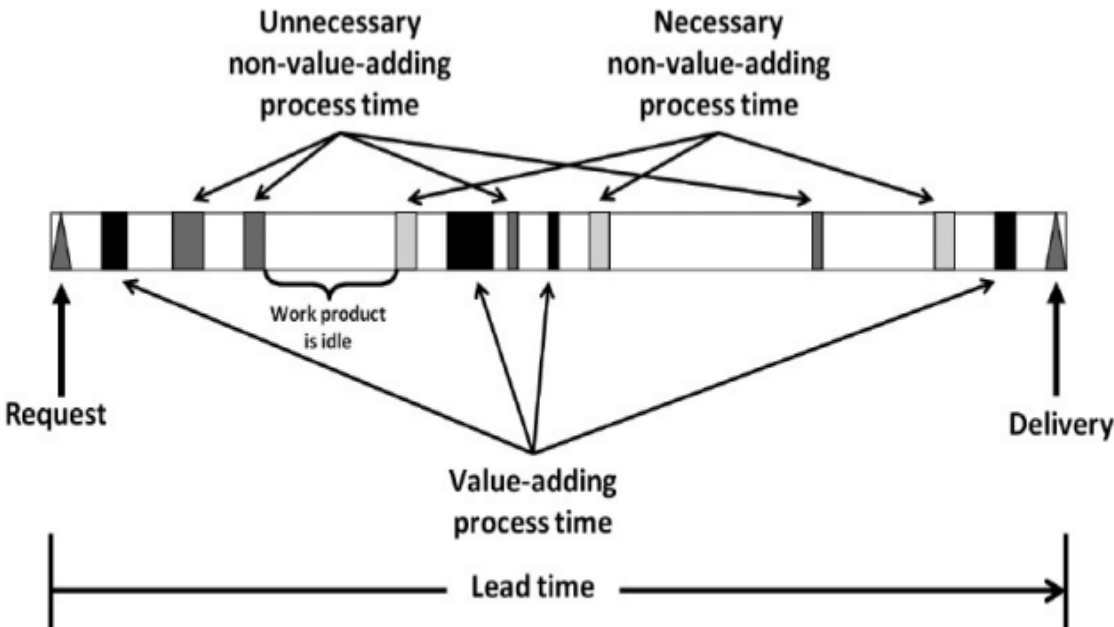 Unnecessary
non-value-adding
process time
Necessary
non-value-adding
process time
Work product
is idle
Request
Delivery
Value-adding
process time
Lead time